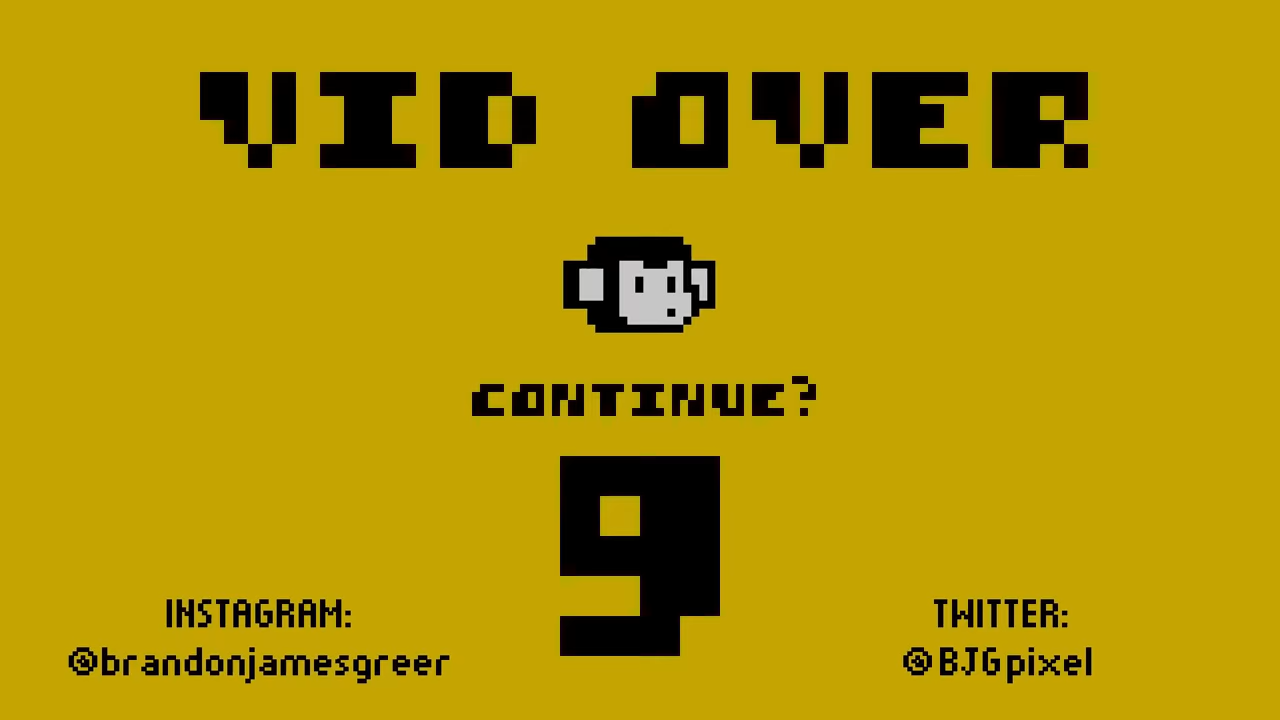 VID OVER
CONTINUE?
9
INSTAGRAM:
@brandonjamesgreer
TWITTER:
@BJGpixel